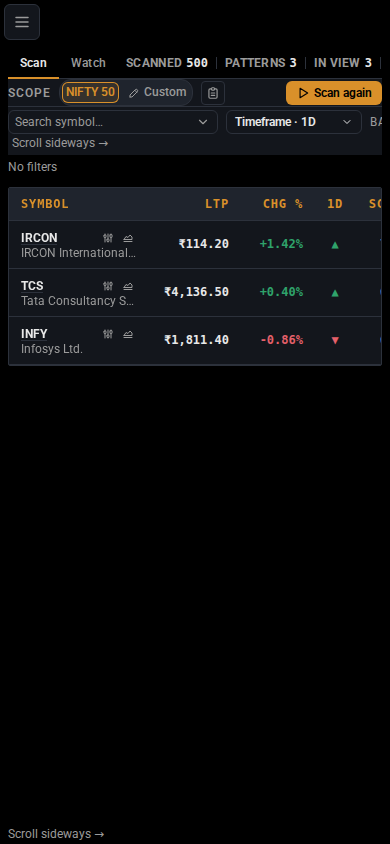 Scan Watch SCANNED 500 PATTERNS 3 IN VIEW 3
SCOPE NIFTY 50 Custom Scan again
Search symbol… Timeframe · 1D
Scroll sideways →
No filters
SYMBOL LTP CHG % 1D
IRCON ₹114.20 +1.42% ▲
IRCON International…
TCS ₹4,136.50 +0.40% ▲
Tata Consultancy S…
INFY ₹1,811.40 -0.86% ▼
Infosys Ltd.
Scroll sideways →